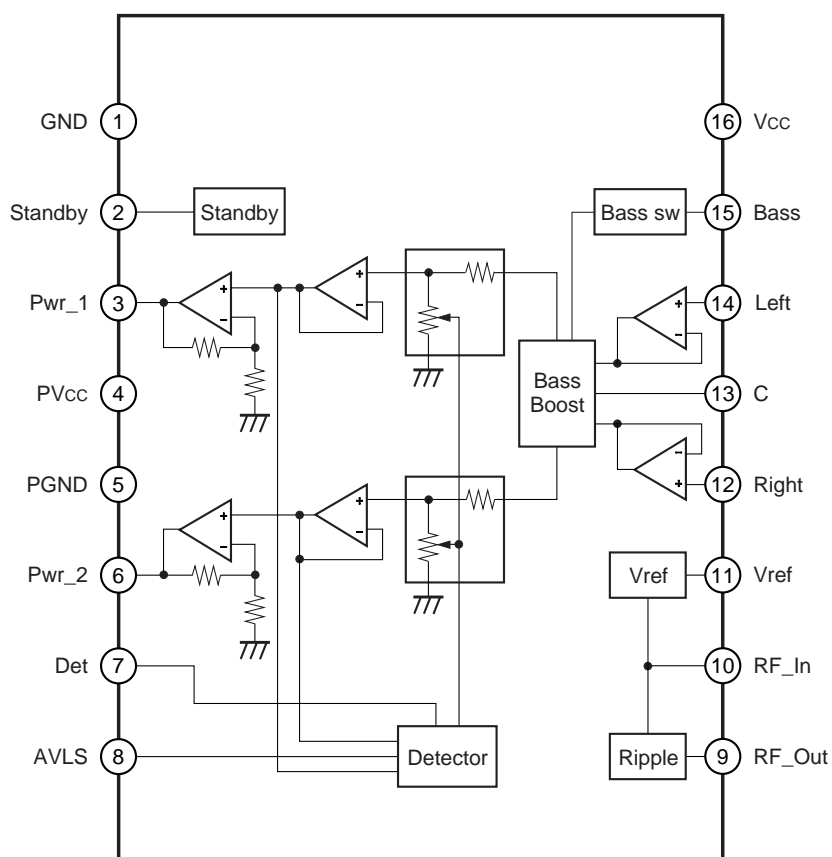 GND 1
16 VCC
Standby 2 Standby
Bass sw 15 Bass
Pwr_1 3
+
-
+
-
+
-
14 Left
PVCC 4
Bass
Boost
13 C
PGND 5
-
+
12 Right
Pwr_2 6
+
-
+
-
Vref 11 Vref
Det 7
10 RF_In
AVLS 8 Detector
Ripple 9 RF_Out